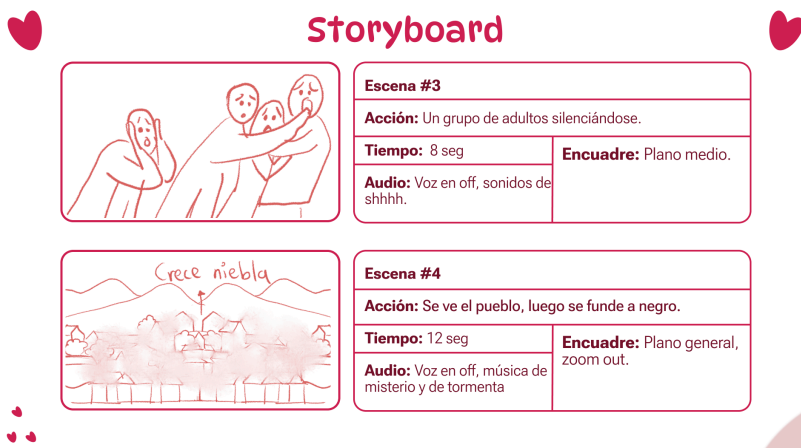 Storyboard
Escena #3
Acción: Un grupo de adultos silenciándose.
Tiempo: 8 seg
Encuadre: Plano medio.
Audio: Voz en off, sonidos de
shhhh.
Crece niebla
Escena #4
Acción: Se ve el pueblo, luego se funde a negro.
Tiempo: 12 seg
Encuadre: Plano general,
zoom out.
Audio: Voz en off, música de
misterio y de tormenta